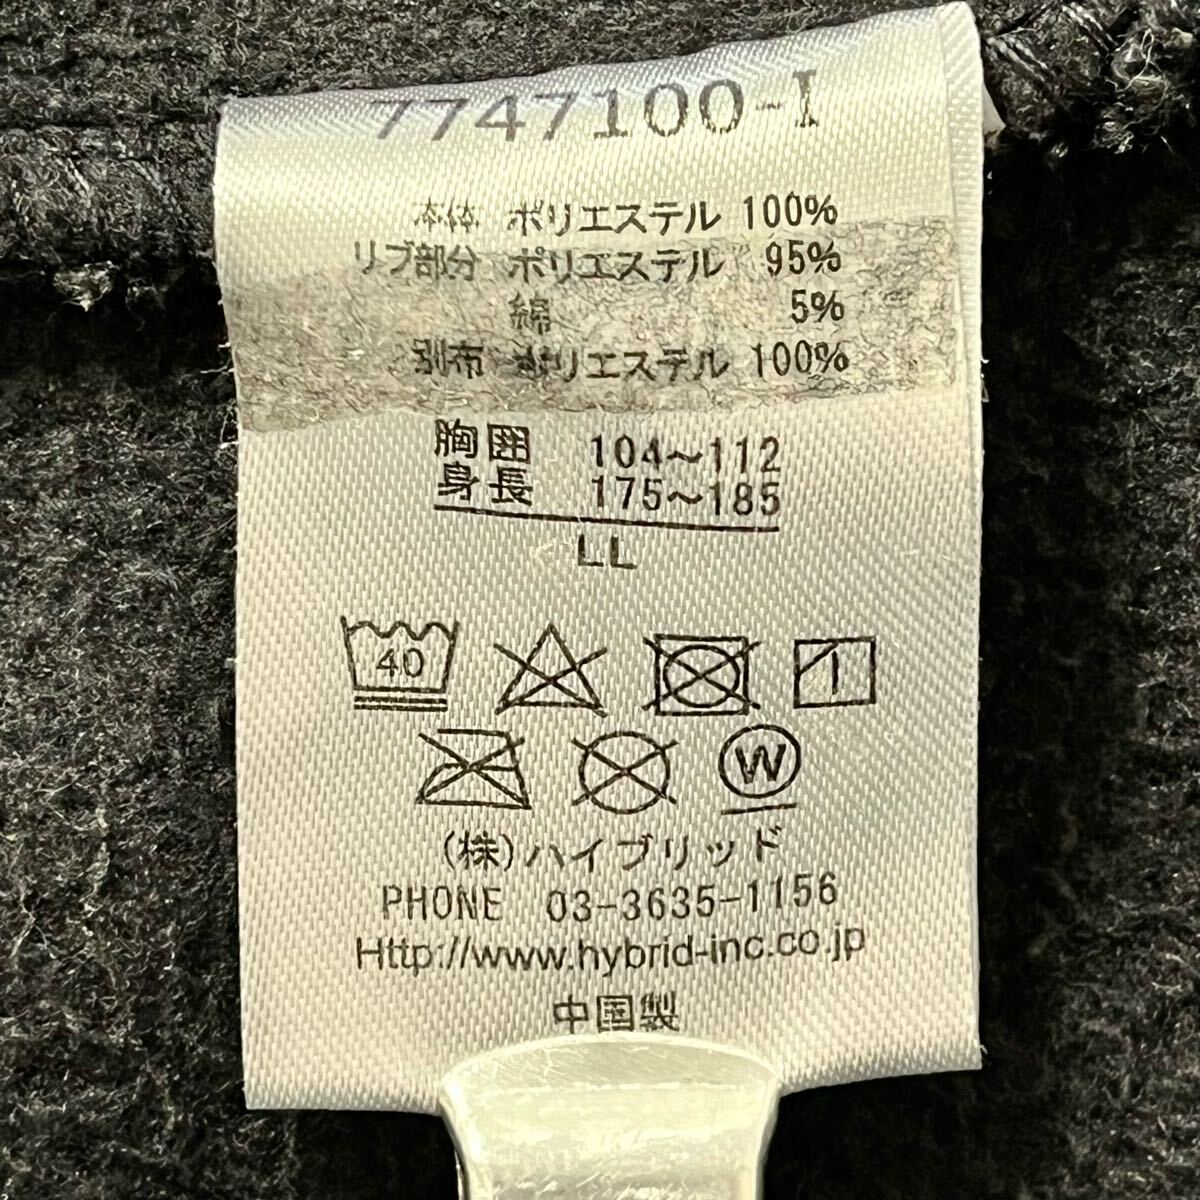 7747100-I
本体 ポリエステル 100%
リブ部分 ポリエステル 95%
綿 5%
別布 ポリエステル 100%
胸囲 104〜112
身長 175〜185
LL
40
W
(株)ハイブリッド
PHONE 03-3635-1156
Http://www.hybrid-inc.co.jp
中国製